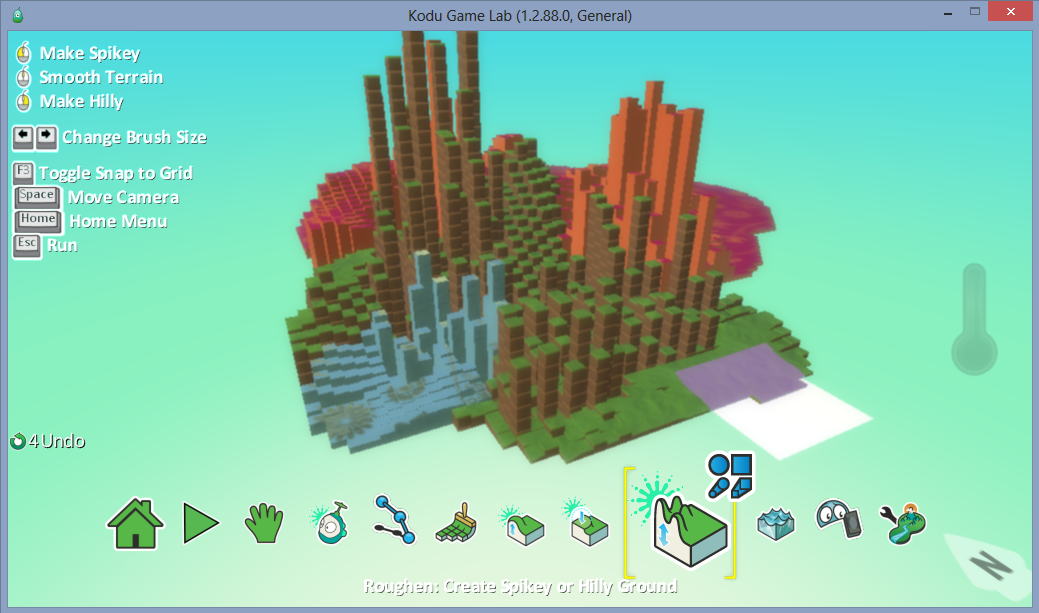 Kodu Game Lab (1.2.88.0, General)
Make Spikey
Smooth Terrain
Make Hilly
Change Brush Size
F3 Toggle Snap to Grid
Space Move Camera
Home Home Menu
Esc Run
4 Undo
Roughen: Create Spikey or Hilly Ground
N